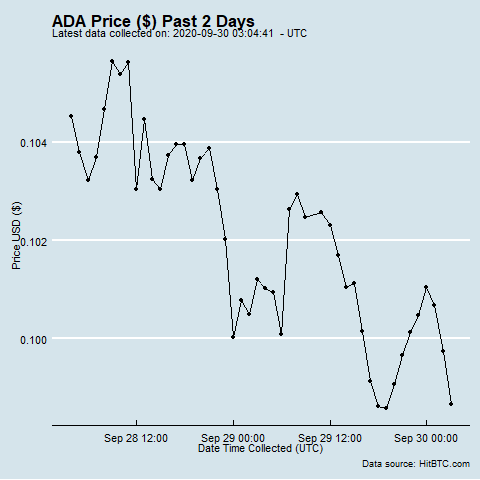 ADA Price ($) Past 2 Days
Latest data collected on: 2020-09-30 03:04:41 - UTC
0.104
0.102
0.100
Price USD ($)
Sep 28 12:00 Sep 29 00:00 Sep 29 12:00 Sep 30 00:00
Date Time Collected (UTC)
Data source: HitBTC.com